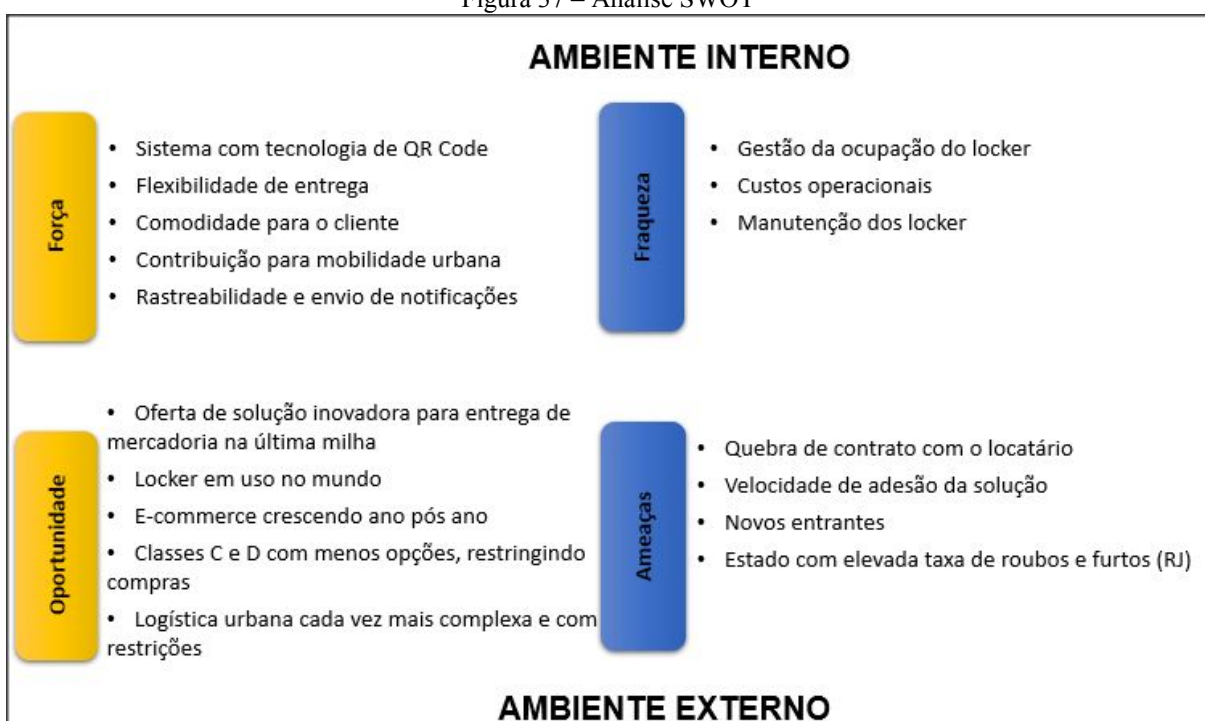 Figura 37 – Análise SWOT
AMBIENTE INTERNO
Força
• Sistema com tecnologia de QR Code
• Flexibilidade de entrega
• Comodidade para o cliente
• Contribuição para mobilidade urbana
• Rastreabilidade e envio de notificações
Fraqueza
• Gestão da ocupação do locker
• Custos operacionais
• Manutenção dos locker
Oportunidade
• Oferta de solução inovadora para entrega de
mercadoria na última milha
• Locker em uso no mundo
• E-commerce crescendo ano pós ano
• Classes C e D com menos opções, restringindo
compras
• Logística urbana cada vez mais complexa e com
restrições
Ameaças
• Quebra de contrato com o locatário
• Velocidade de adesão da solução
• Novos entrantes
• Estado com elevada taxa de roubos e furtos (RJ)
AMBIENTE EXTERNO